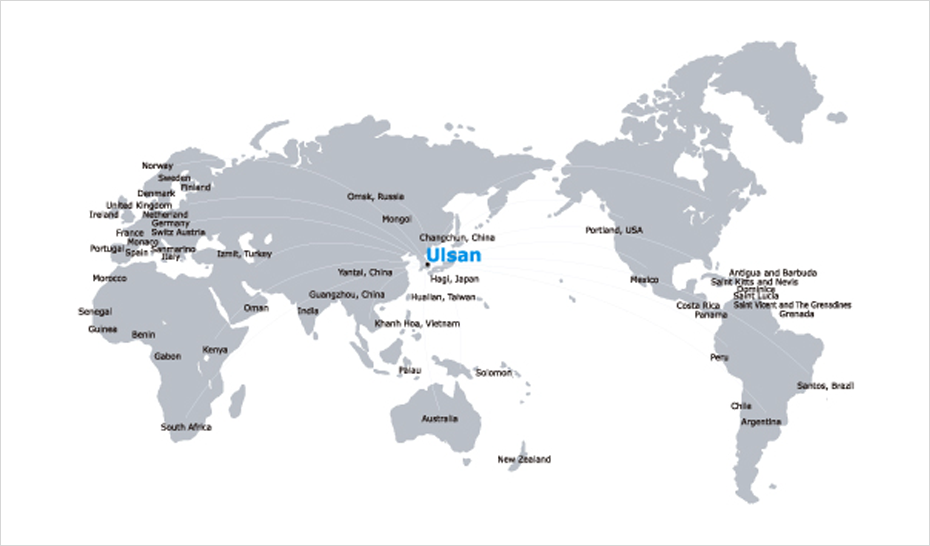 Norway
Sweden
Finland
Denmark
United Kingdom
Ireland
Netherland
Germany
France
Switz Austria
Monaco
Portugal
Spain
Sanmarino
Italy
Izmit, Turkey
Omsk, Russia
Mongol
Changchun, China
Ulsan
Yantai, China
Hagi, Japan
Guangzhou, China
Hualian, Taiwan
Khanh Hoa, Vietnam
India
Oman
Morocco
Senegal
Guinea
Benin
Gabon
Kenya
South Africa
Palau
Solomon
Australia
New Zealand
Portland, USA
Mexico
Antigua and Barbuda
Saint Kitts and Nevis
Dominica
Saint Lucia
Saint Vicent and The Grenadines
Grenada
Costa Rica
Panama
Peru
Santos, Brazil
Chile
Argentina